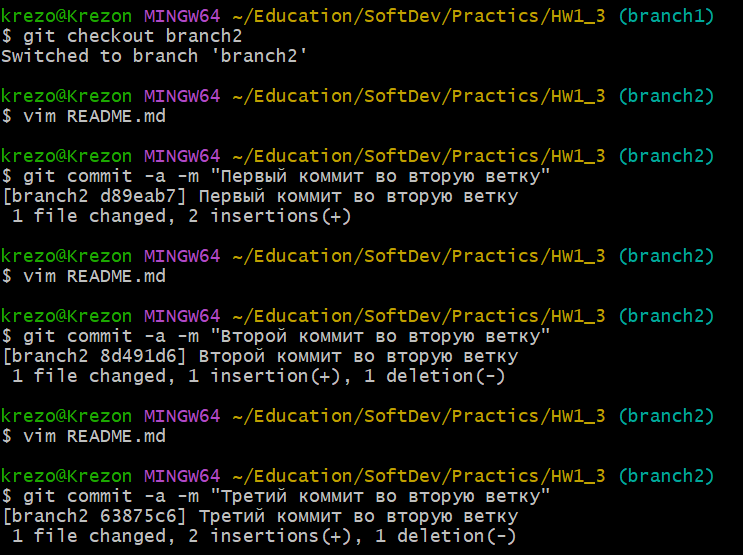 krezo@Krezon MINGW64 ~/Education/SoftDev/Practics/HW1_3 (branch1)
$ git checkout branch2
Switched to branch 'branch2'
krezo@Krezon MINGW64 ~/Education/SoftDev/Practics/HW1_3 (branch2)
$ vim README.md
krezo@Krezon MINGW64 ~/Education/SoftDev/Practics/HW1_3 (branch2)
$ git commit -a -m "Первый коммит во вторую ветку"
[branch2 d89eab7] Первый коммит во вторую ветку
 1 file changed, 2 insertions(+)
krezo@Krezon MINGW64 ~/Education/SoftDev/Practics/HW1_3 (branch2)
$ vim README.md
krezo@Krezon MINGW64 ~/Education/SoftDev/Practics/HW1_3 (branch2)
$ git commit -a -m "Второй коммит во вторую ветку"
[branch2 8d491d6] Второй коммит во вторую ветку
 1 file changed, 1 insertion(+), 1 deletion(-)
krezo@Krezon MINGW64 ~/Education/SoftDev/Practics/HW1_3 (branch2)
$ vim README.md
krezo@Krezon MINGW64 ~/Education/SoftDev/Practics/HW1_3 (branch2)
$ git commit -a -m "Третий коммит во вторую ветку"
[branch2 63875c6] Третий коммит во вторую ветку
 1 file changed, 2 insertions(+), 1 deletion(-)